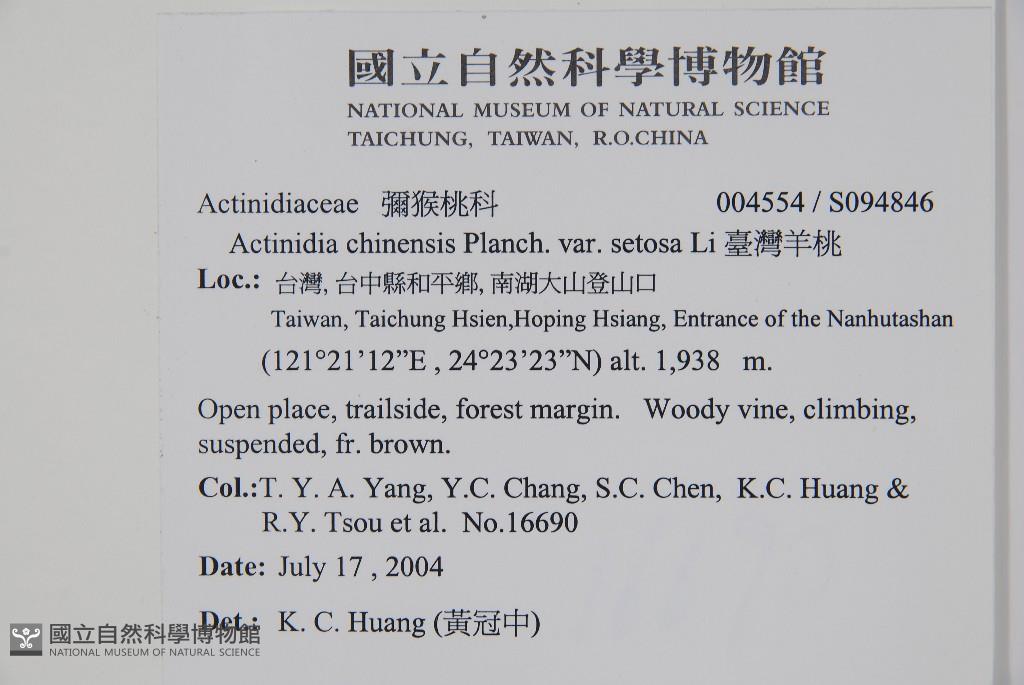 國立自然科學博物館
NATIONAL MUSEUM OF NATURAL SCIENCE
TAICHUNG, TAIWAN, R.O.CHINA
Actinidiaceae 彌猴桃科 004554 / S094846
Actinidia chinensis Planch. var. setosa Li 臺灣羊桃
Loc.: 台灣, 台中縣和平鄉, 南湖大山登山口
Taiwan, Taichung Hsien,Hoping Hsiang, Entrance of the Nanhutashan
(121°21’12”E , 24°23’23”N) alt. 1,938 m.
Open place, trailside, forest margin. Woody vine, climbing,
suspended, fr. brown.
Col.:T. Y. A. Yang, Y.C. Chang, S.C. Chen, K.C. Huang &
R.Y. Tsou et al. No.16690
Date: July 17 , 2004
Det.: K. C. Huang (黃冠中)
國立自然科學博物館
NATIONAL MUSEUM OF NATURAL SCIENCE